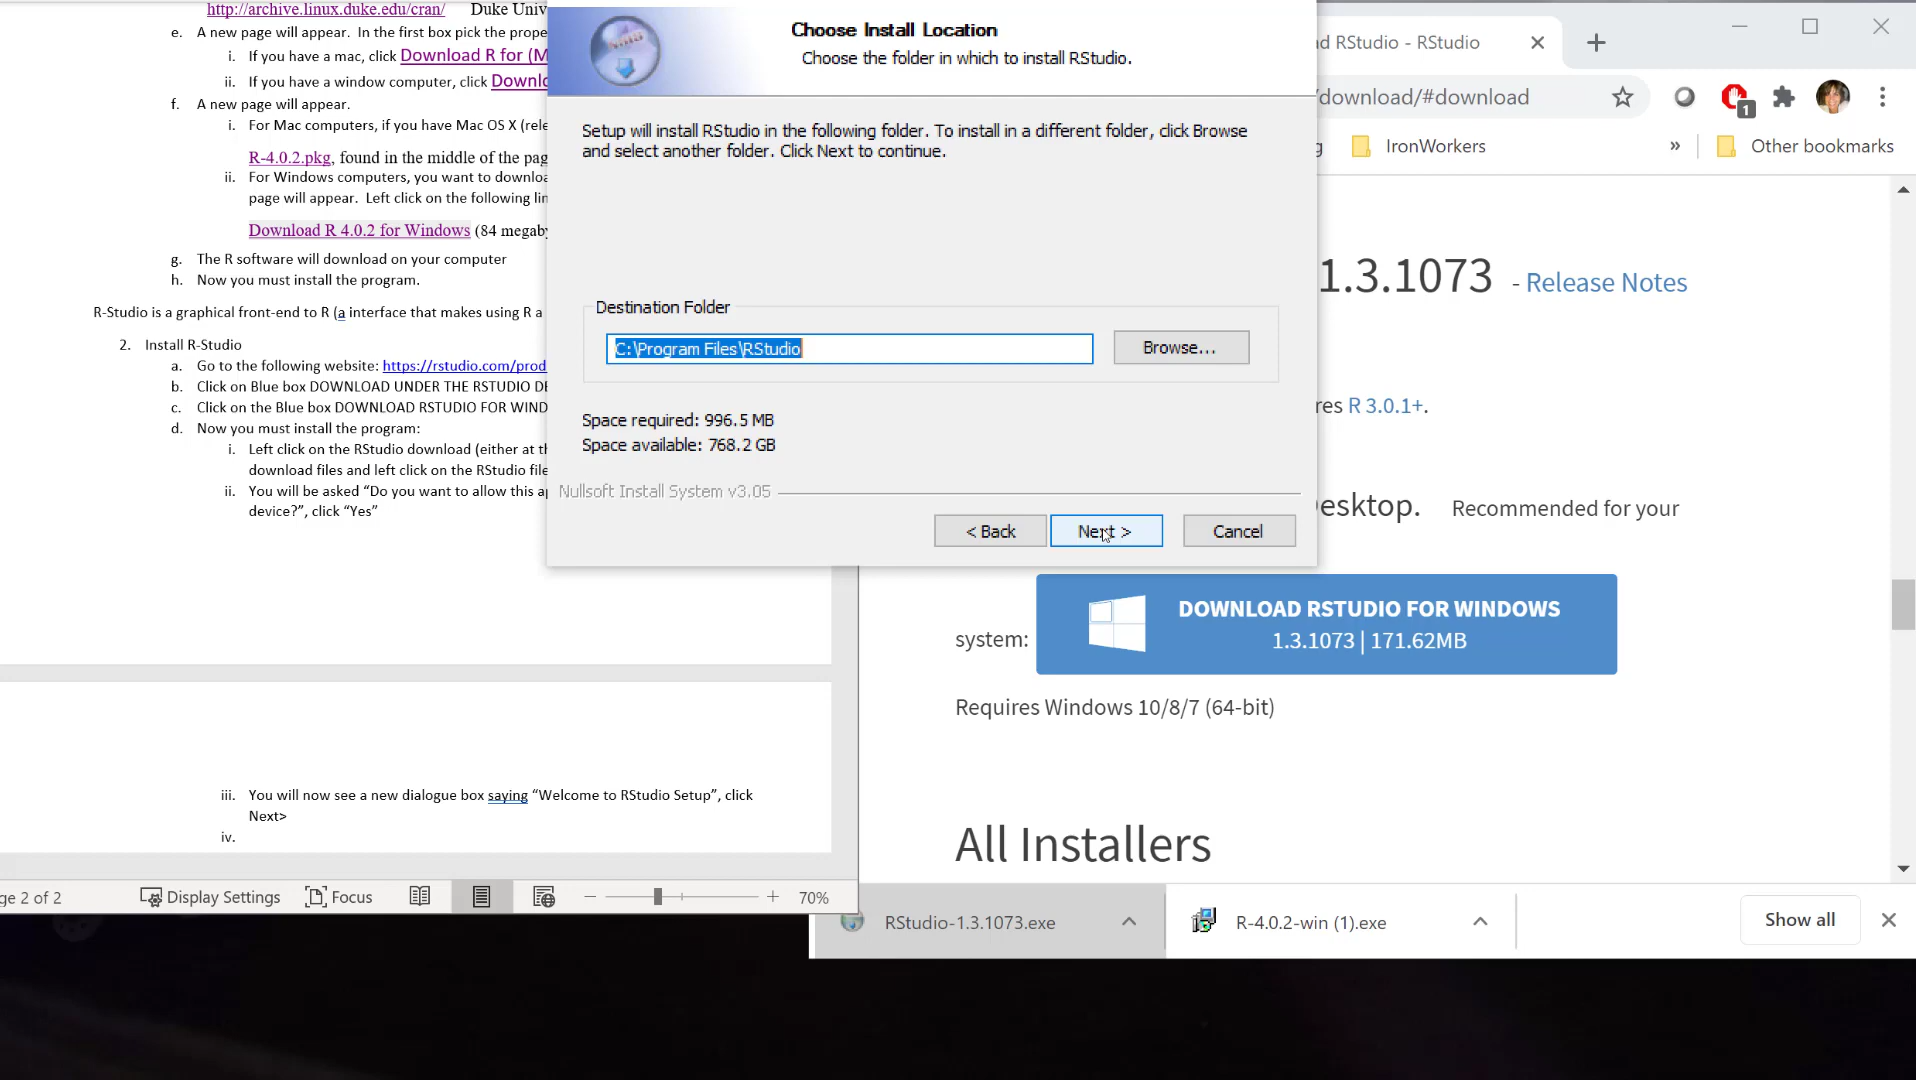 http://archive.linux.duke.edu/cran/ Duke Univ
e. A new page will appear. In the first box pick the prope
i. If you have a mac, click Download R for (M
ii. If you have a window computer, click Downlo
f. A new page will appear.
i. For Mac computers, if you have Mac OS X (rele
R-4.0.2.pkg, found in the middle of the pag
ii. For Windows computers, you want to downloa
page will appear. Left click on the following lin
Download R 4.0.2 for Windows (84 megaby
g. The R software will download on your computer
h. Now you must install the program.
R-Studio is a graphical front-end to R (a interface that makes using R a
2. Install R-Studio
a. Go to the following website: https://rstudio.com/prod
b. Click on Blue box DOWNLOAD UNDER THE RSTUDIO DE
c. Click on the Blue box DOWNLOAD RSTUDIO FOR WIND
d. Now you must install the program:
i. Left click on the RStudio download (either at th
download files and left click on the RStudio file
ii. You will be asked “Do you want to allow this ap
device?”, click “Yes”
iii. You will now see a new dialogue box saying “Welcome to RStudio Setup”, click
Next>
iv.
ge 2 of 2 Display Settings Focus 70%
Choose Install Location
Choose the folder in which to install RStudio.
Setup will install RStudio in the following folder. To install in a different folder, click Browse
and select another folder. Click Next to continue.
Destination Folder
C:\Program Files\RStudio Browse...
Space required: 996.5 MB
Space available: 768.2 GB
Nullsoft Install System v3.05
< Back Next > Cancel
d RStudio - RStudio
/download/#download
1
g IronWorkers » Other bookmarks
1.3.1073 - Release Notes
res R 3.0.1+.
Desktop. Recommended for your
system: DOWNLOAD RSTUDIO FOR WINDOWS
1.3.1073 | 171.62MB
Requires Windows 10/8/7 (64-bit)
All Installers
RStudio-1.3.1073.exe R-4.0.2-win (1).exe Show all